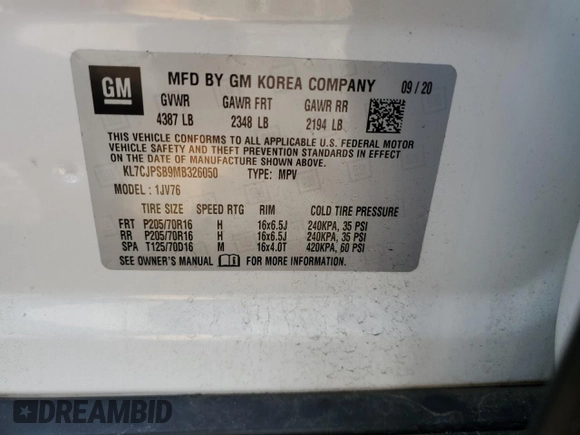 GM
MFD BY GM KOREA COMPANY 09/20
GVWR GAWR FRT GAWR RR
4387 LB 2348 LB 2194 LB
THIS VEHICLE CONFORMS TO ALL APPLICABLE U.S. FEDERAL MOTOR
VEHICLE SAFETY AND THEFT PREVENTION STANDARDS IN EFFECT
ON THE DATE OF MANUFACTURE SHOWN ABOVE.
KL7CJPSB9MB326050 TYPE: MPV
MODEL: 1JV76
TIRE SIZE SPEED RTG RIM COLD TIRE PRESSURE
FRT P205/70R16 H 16x6.5J 240KPA, 35 PSI
RR P205/70R16 H 16x6.5J 240KPA, 35 PSI
SPA T125/70D16 M 16x4.0T 420KPA, 60 PSI
SEE OWNER'S MANUAL FOR MORE INFORMATION.
DREAMBID